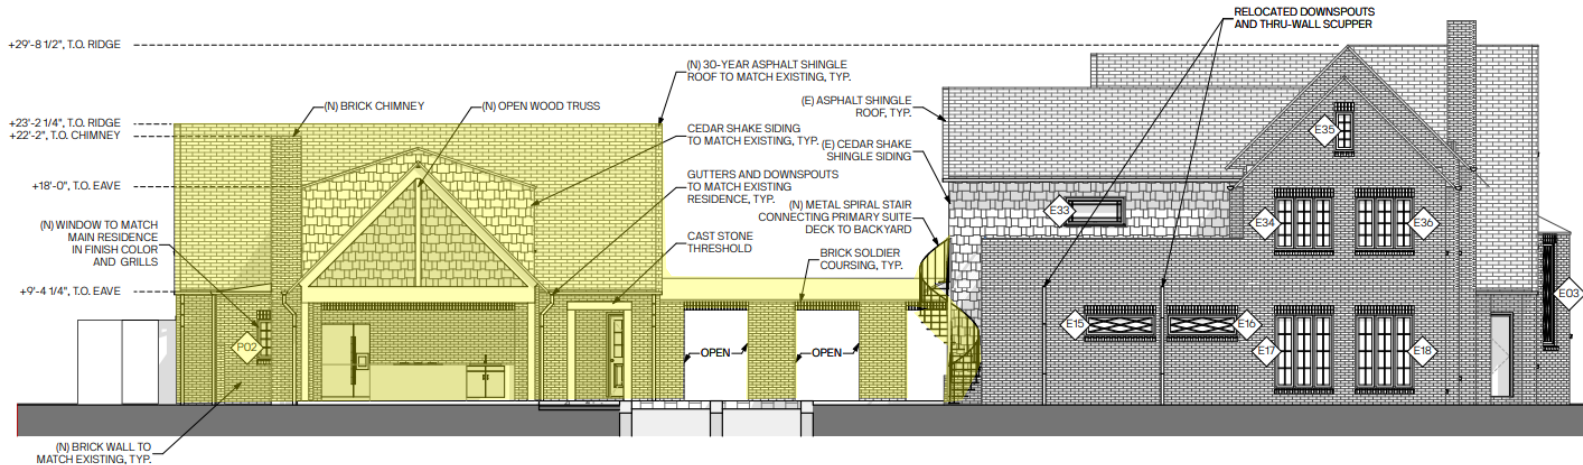 RELOCATED DOWNSPOUTS
AND THRU-WALL SCUPPER
+29'-8 1/2", T.O. RIDGE
(N) 30-YEAR ASPHALT SHINGLE
ROOF TO MATCH EXISTING, TYP.
(N) BRICK CHIMNEY
(N) OPEN WOOD TRUSS
(E) ASPHALT SHINGLE
ROOF, TYP.
+23'-2 1/4", T.O. RIDGE
+22'-2", T.O. CHIMNEY
CEDAR SHAKE SIDING
TO MATCH EXISTING, TYP.
(E) CEDAR SHAKE
SHINGLE SIDING
E35
+18'-0", T.O. EAVE
GUTTERS AND DOWNSPOUTS
TO MATCH EXISTING
RESIDENCE, TYP.
(N) METAL SPIRAL STAIR
CONNECTING PRIMARY SUITE
DECK TO BACKYARD
E33
E34
E36
(N) WINDOW TO MATCH
MAIN RESIDENCE
IN FINISH COLOR
AND GRILLS
CAST STONE
THRESHOLD
BRICK SOLDIER
COURSING, TYP.
+9'-4 1/4", T.O. EAVE
E03
E15
E16
P02
OPEN
OPEN
E17
E18
(N) BRICK WALL TO
MATCH EXISTING, TYP.